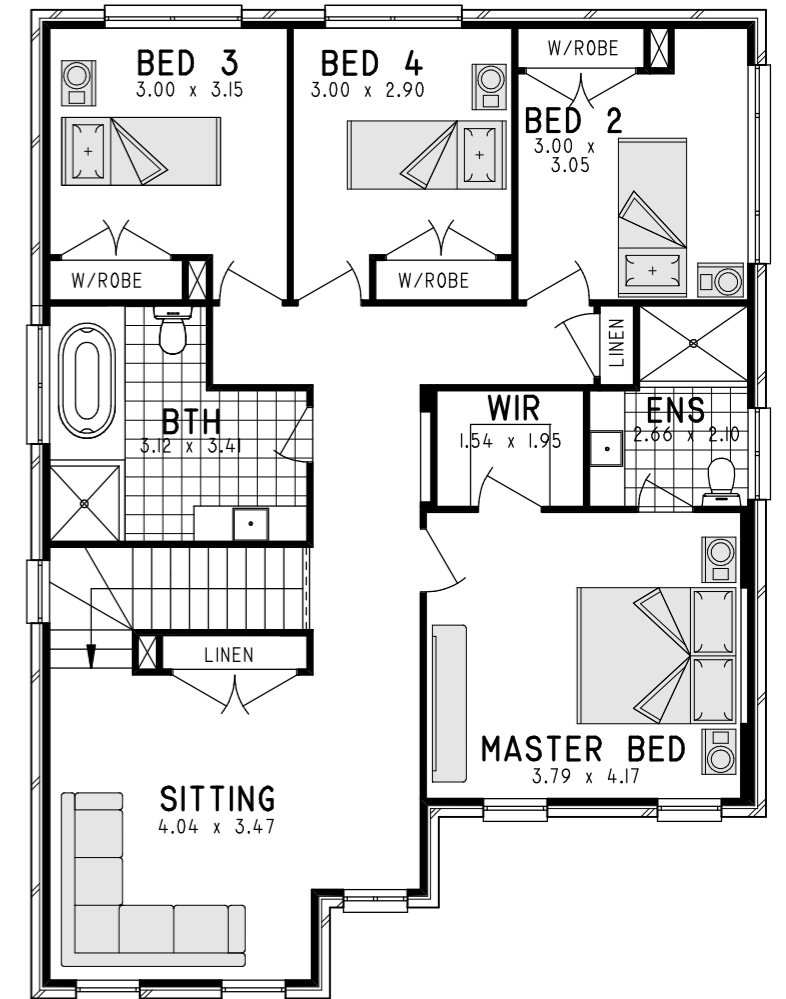 W/ROBE
BED 3
3.00 x 3.15
BED 4
3.00 x 2.90
BED 2
3.00 x
3.05
W/ROBE
W/ROBE
LINEN
BTH
3.12 x 3.41
WIR
1.54 x 1.95
ENS
2.66 x 2.10
LINEN
MASTER BED
3.79 x 4.17
SITTING
4.04 x 3.47